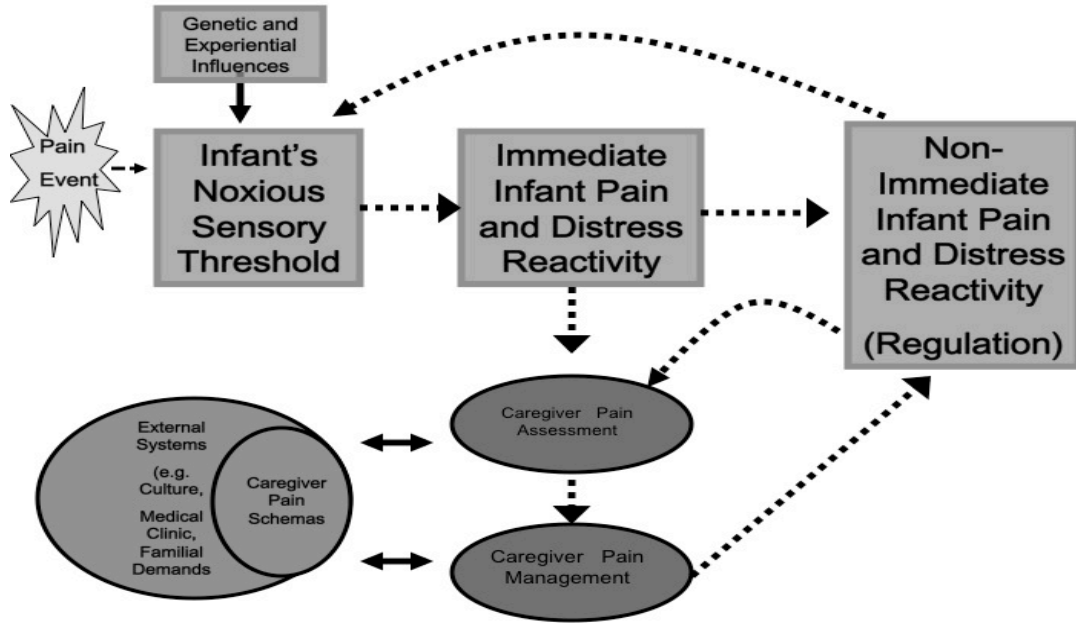 Genetic and
Experiential
Influences
Pain
Event
Infant's
Noxious
Sensory
Threshold
Immediate
Infant Pain
and Distress
Reactivity
Non-
Immediate
Infant Pain
and Distress
Reactivity
(Regulation)
Caregiver Pain
Assessment
External
Systems
(e.g.
Culture,
Medical
Clinic,
Familial
Demands
Caregiver
Pain
Schemas
Caregiver Pain
Management